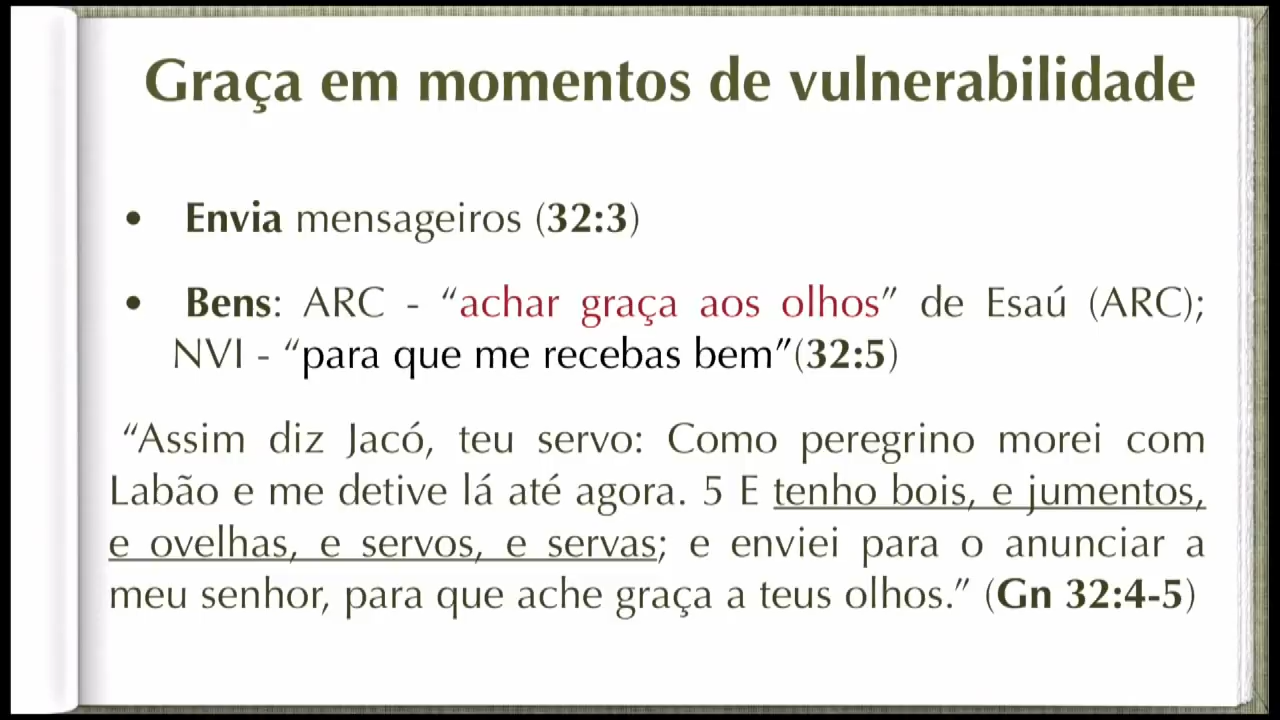 Graça em momentos de vulnerabilidade
• Envia mensageiros (32:3)
• Bens: ARC - “achar graça aos olhos” de Esaú (ARC);
NVI - “para que me recebas bem”(32:5)
“Assim diz Jacó, teu servo: Como peregrino morei com
Labão e me detive lá até agora. 5 E tenho bois, e jumentos,
e ovelhas, e servos, e servas; e enviei para o anunciar a
meu senhor, para que ache graça a teus olhos.” (Gn 32:4-5)